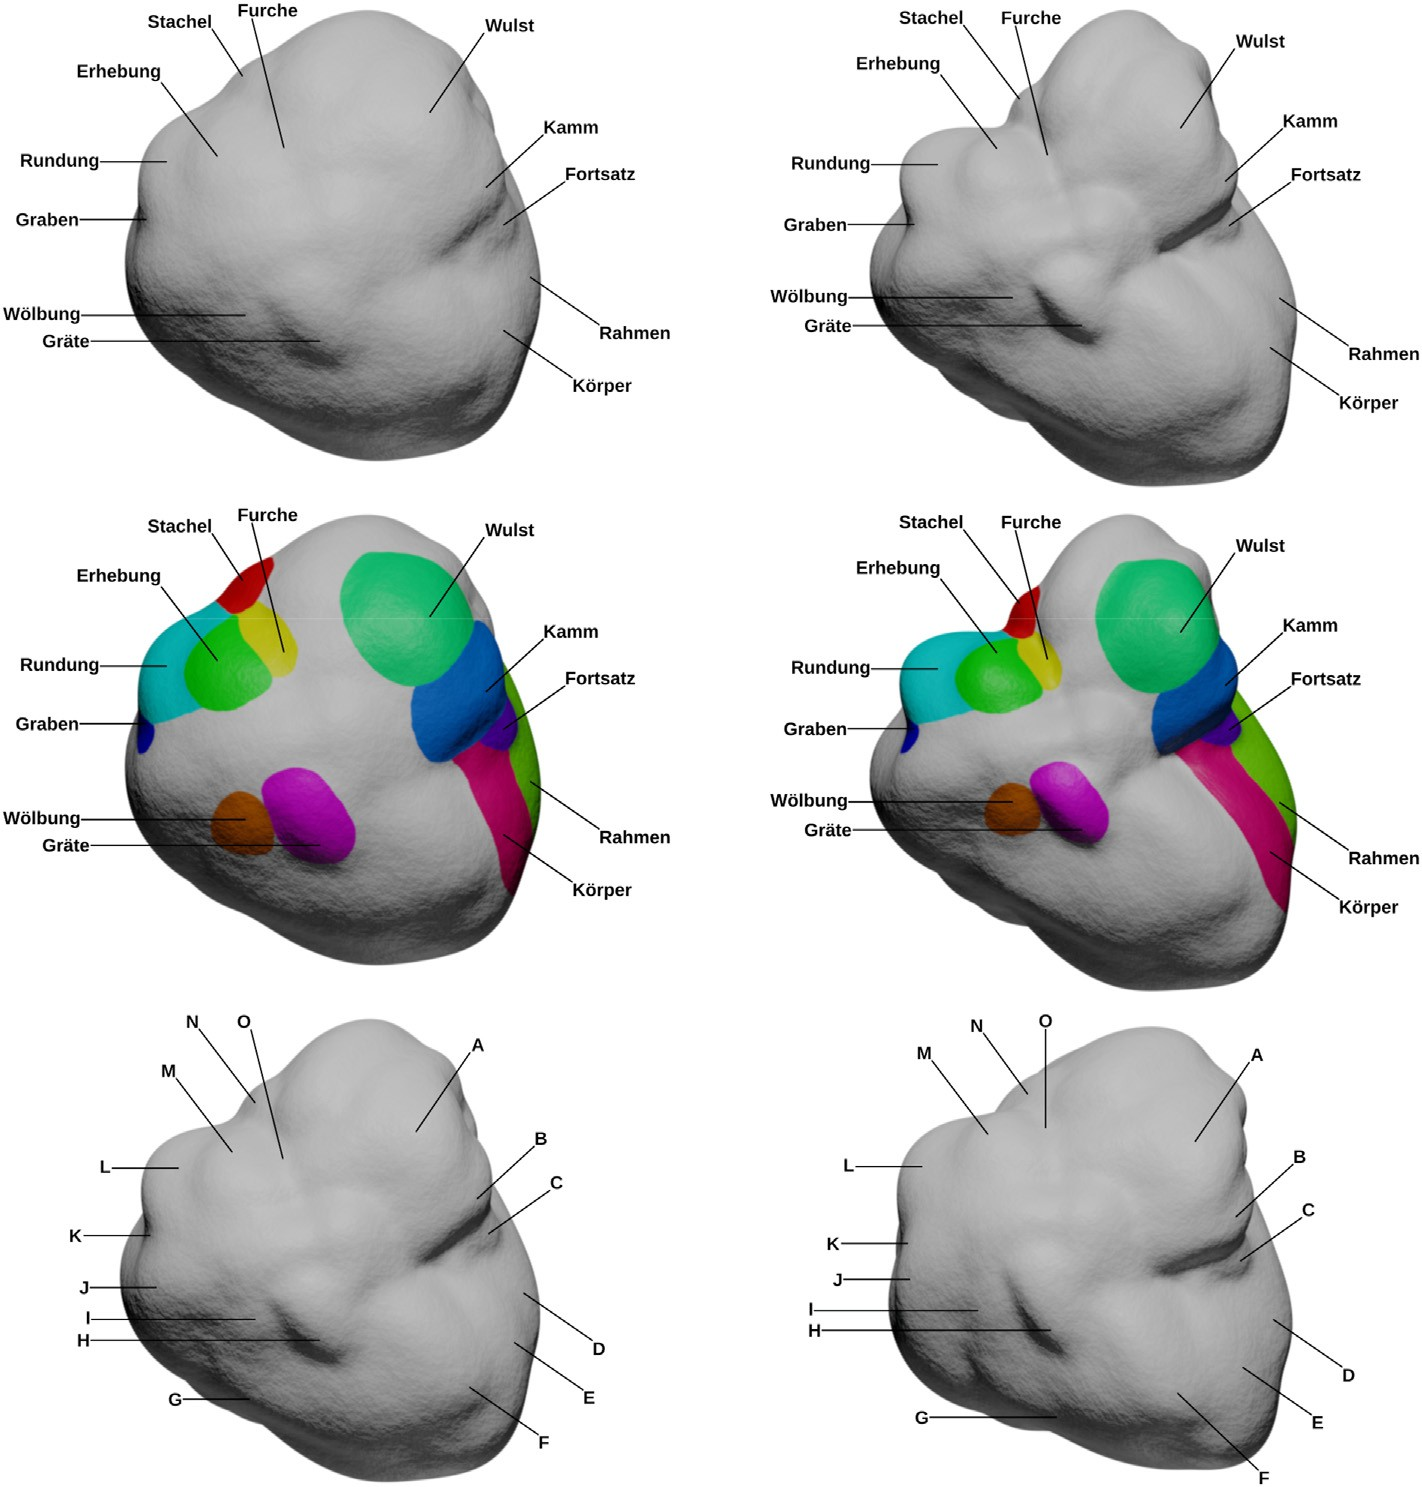 Stachel
Furche
Wulst
Erhebung
Kamm
Rundung
Fortsatz
Graben
Wölbung
Gräte
Rahmen
Körper
Stachel
Furche
Wulst
Erhebung
Kamm
Rundung
Fortsatz
Graben
Wölbung
Gräte
Rahmen
Körper
Stachel
Furche
Wulst
Erhebung
Kamm
Rundung
Fortsatz
Graben
Wölbung
Gräte
Rahmen
Körper
Stachel
Furche
Wulst
Erhebung
Kamm
Rundung
Fortsatz
Graben
Wölbung
Gräte
Rahmen
Körper
N
O
A
M
B
L
C
K
J
I
H
D
G
E
F
N
O
A
M
B
L
C
K
J
I
H
D
G
E
F